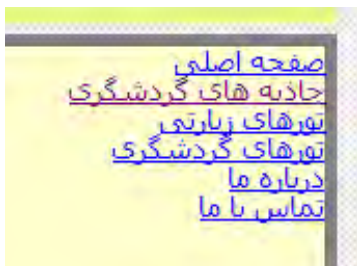 صفحه اصلی
جاذبه های گردشگری
تورهای زیارتی
تورهای گردشگری
درباره ما
تماس با ما